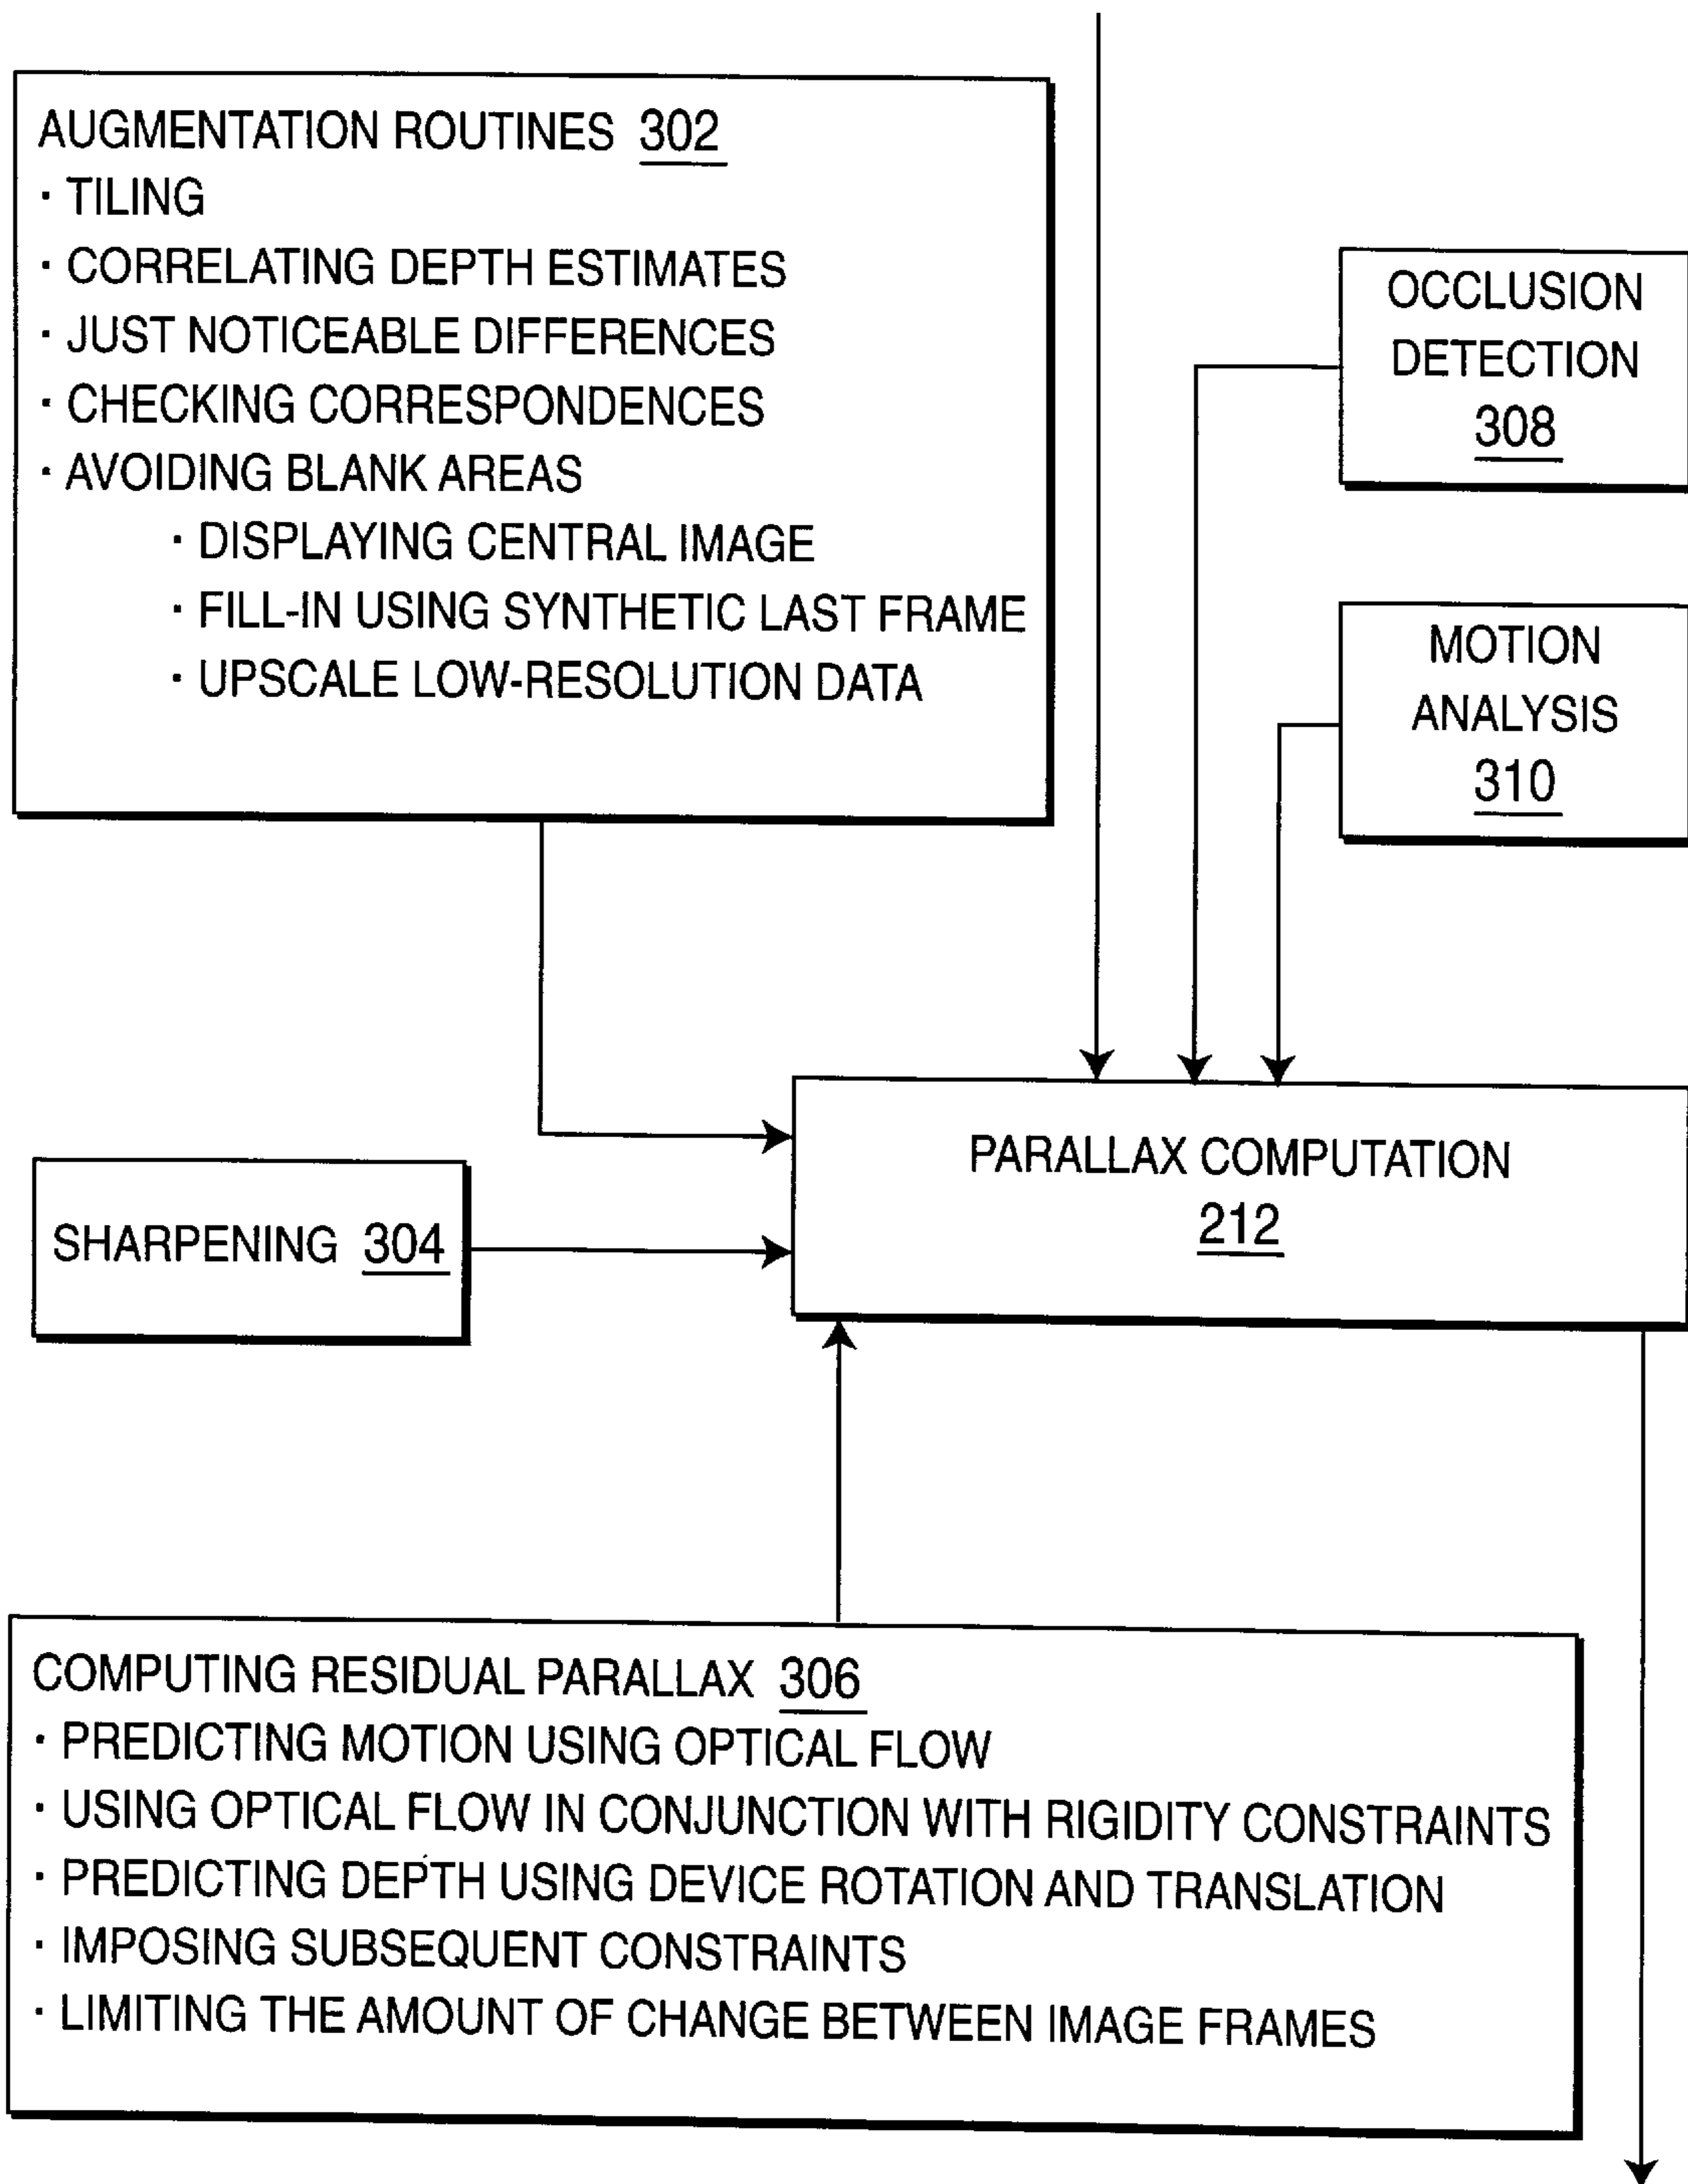 AUGMENTATION ROUTINES 302
· TILING
· CORRELATING DEPTH ESTIMATES
· JUST NOTICEABLE DIFFERENCES
· CHECKING CORRESPONDENCES
· AVOIDING BLANK AREAS
· DISPLAYING CENTRAL IMAGE
· FILL-IN USING SYNTHETIC LAST FRAME
· UPSCALE LOW-RESOLUTION DATA
OCCLUSION
DETECTION
308
MOTION
ANALYSIS
310
PARALLAX COMPUTATION
212
SHARPENING 304
COMPUTING RESIDUAL PARALLAX 306
· PREDICTING MOTION USING OPTICAL FLOW
· USING OPTICAL FLOW IN CONJUNCTION WITH RIGIDITY CONSTRAINTS
· PREDICTING DEPTH USING DEVICE ROTATION AND TRANSLATION
· IMPOSING SUBSEQUENT CONSTRAINTS
· LIMITING THE AMOUNT OF CHANGE BETWEEN IMAGE FRAMES